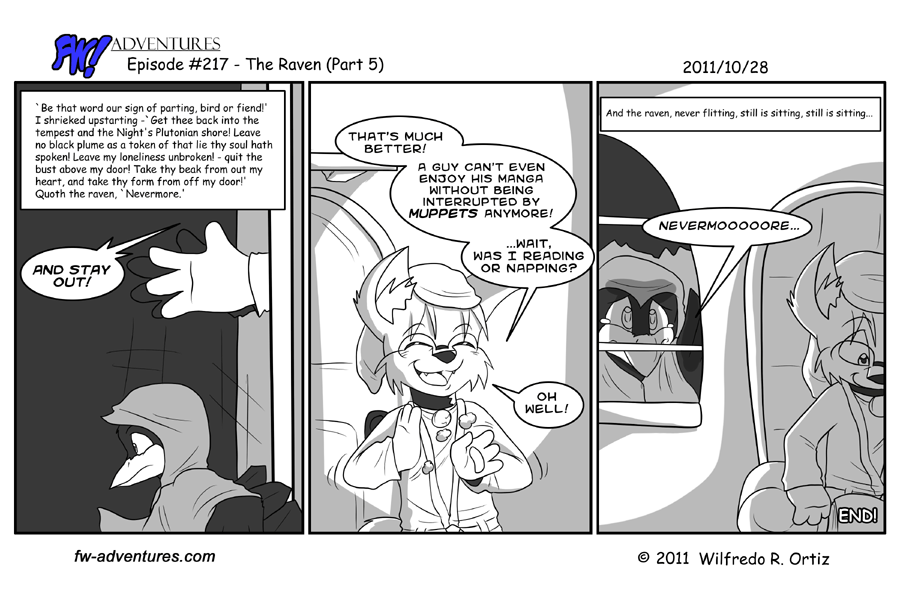 FW! ADVENTURES
Episode #217 - The Raven (Part 5)
2011/10/28
`Be that word our sign of parting, bird or fiend!'
I shrieked upstarting -`Get thee back into the
tempest and the Night's Plutonian shore! Leave
no black plume as a token of that lie thy soul hath
spoken! Leave my loneliness unbroken! - quit the
bust above my door! Take thy beak from out my
heart, and take thy form from off my door!'
Quoth the raven, `Nevermore.'
AND STAY
OUT!
THAT'S MUCH
BETTER!
A GUY CAN'T EVEN
ENJOY HIS MANGA
WITHOUT BEING
INTERRUPTED BY
MUPPETS ANYMORE!
...WAIT,
WAS I READING
OR NAPPING?
OH
WELL!
And the raven, never flitting, still is sitting, still is sitting...
NEVERMOOOOORE...
END!
fw-adventures.com
© 2011 Wilfredo R. Ortiz